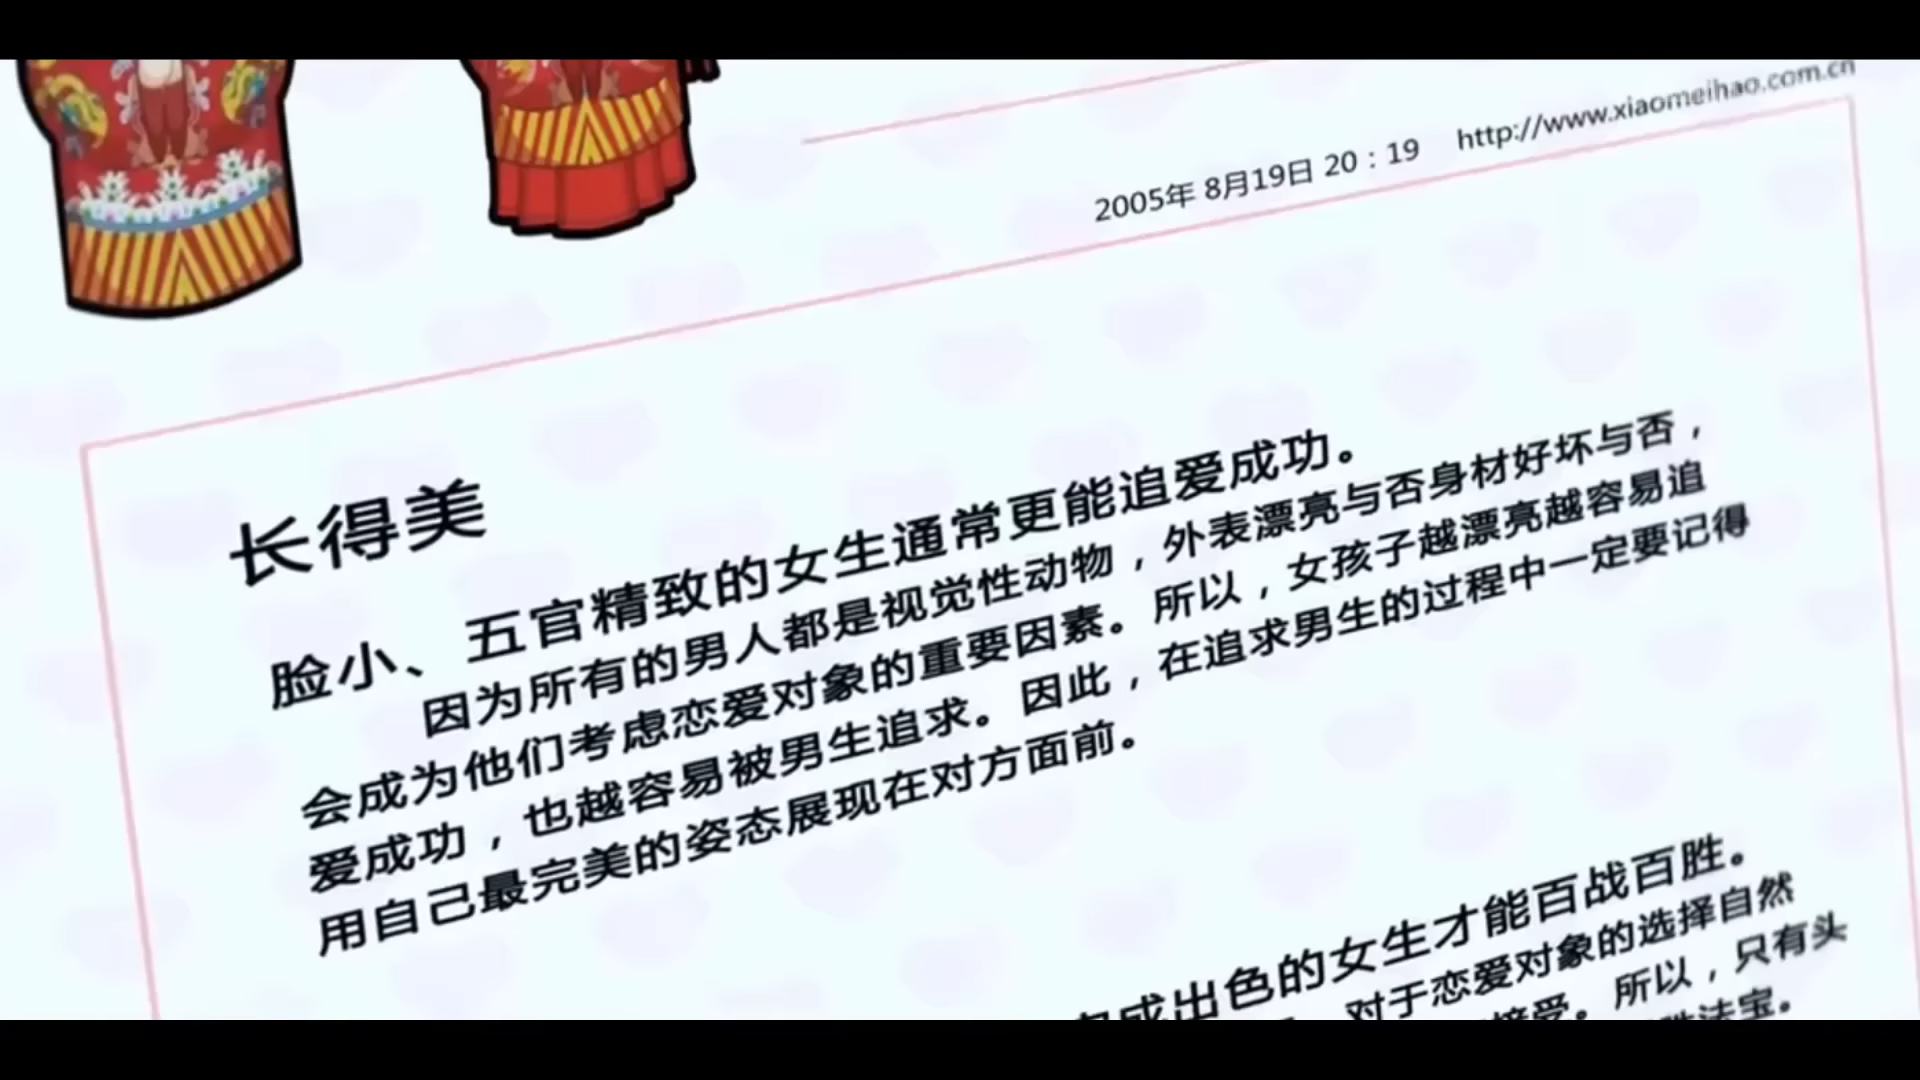 http://www.xiaomeihao.com.cn
2005年 8月19日 20：19
长得美
脸小、五官精致的女生通常更能追爱成功。
因为所有的男人都是视觉性动物，外表漂亮与否身材好坏与否，
会成为他们考虑恋爱对象的重要因素。所以，女孩子越漂亮越容易追
爱成功，也越容易被男生追求。因此，在追求男生的过程中一定要记得
用自己最完美的姿态展现在对方面前。
成出色的女生才能百战百胜。
对于恋爱对象的选择自然
接受。所以，只有头
法宝。